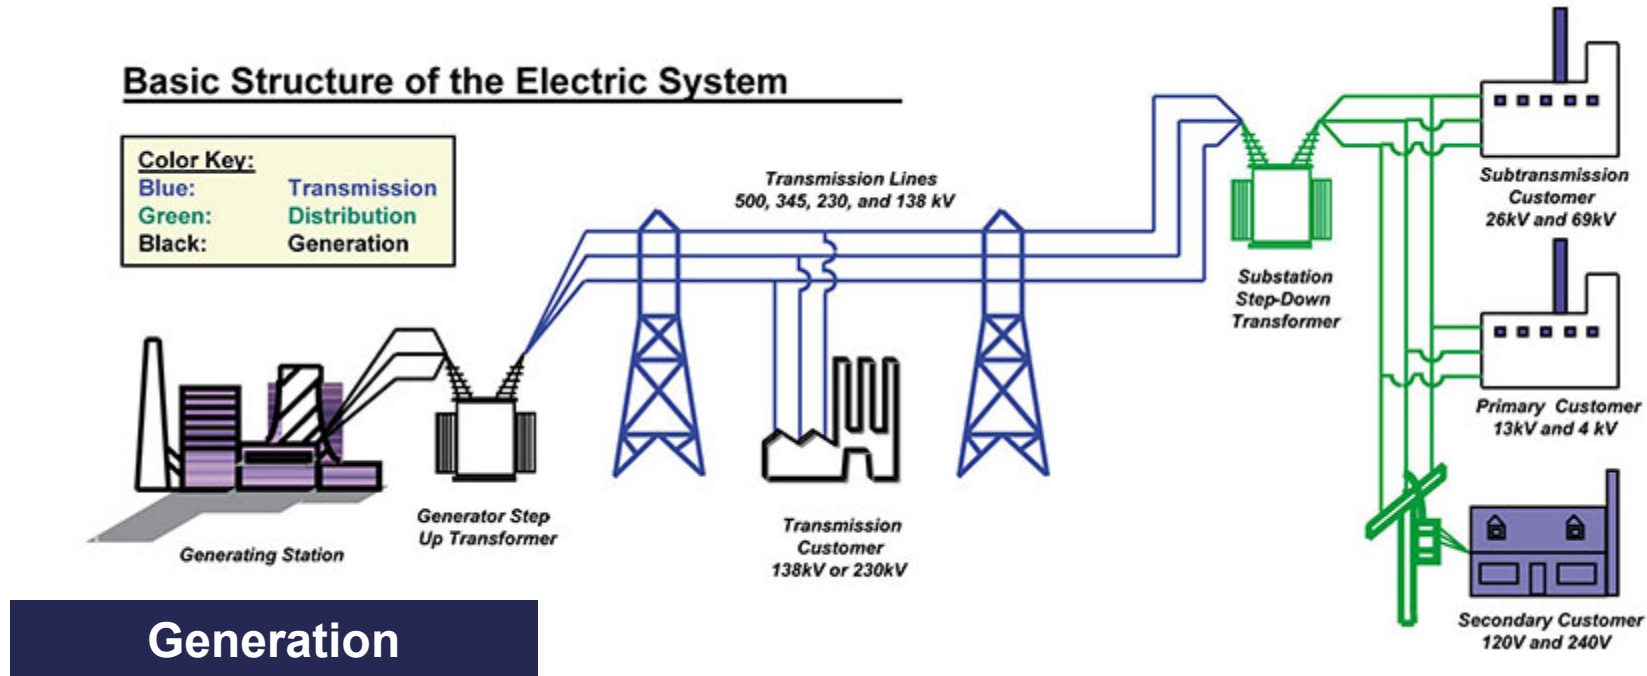 Basic Structure of the Electric System
Color Key:
Blue: Transmission
Green: Distribution
Black: Generation
Transmission Lines
500, 345, 230, and 138 kV
Subtransmission
Customer
26kV and 69kV
Substation
Step-Down
Transformer
Primary Customer
13kV and 4 kV
Generator Step
Up Transformer
Generating Station
Transmission
Customer
138kV or 230kV
Secondary Customer
120V and 240V
Generation